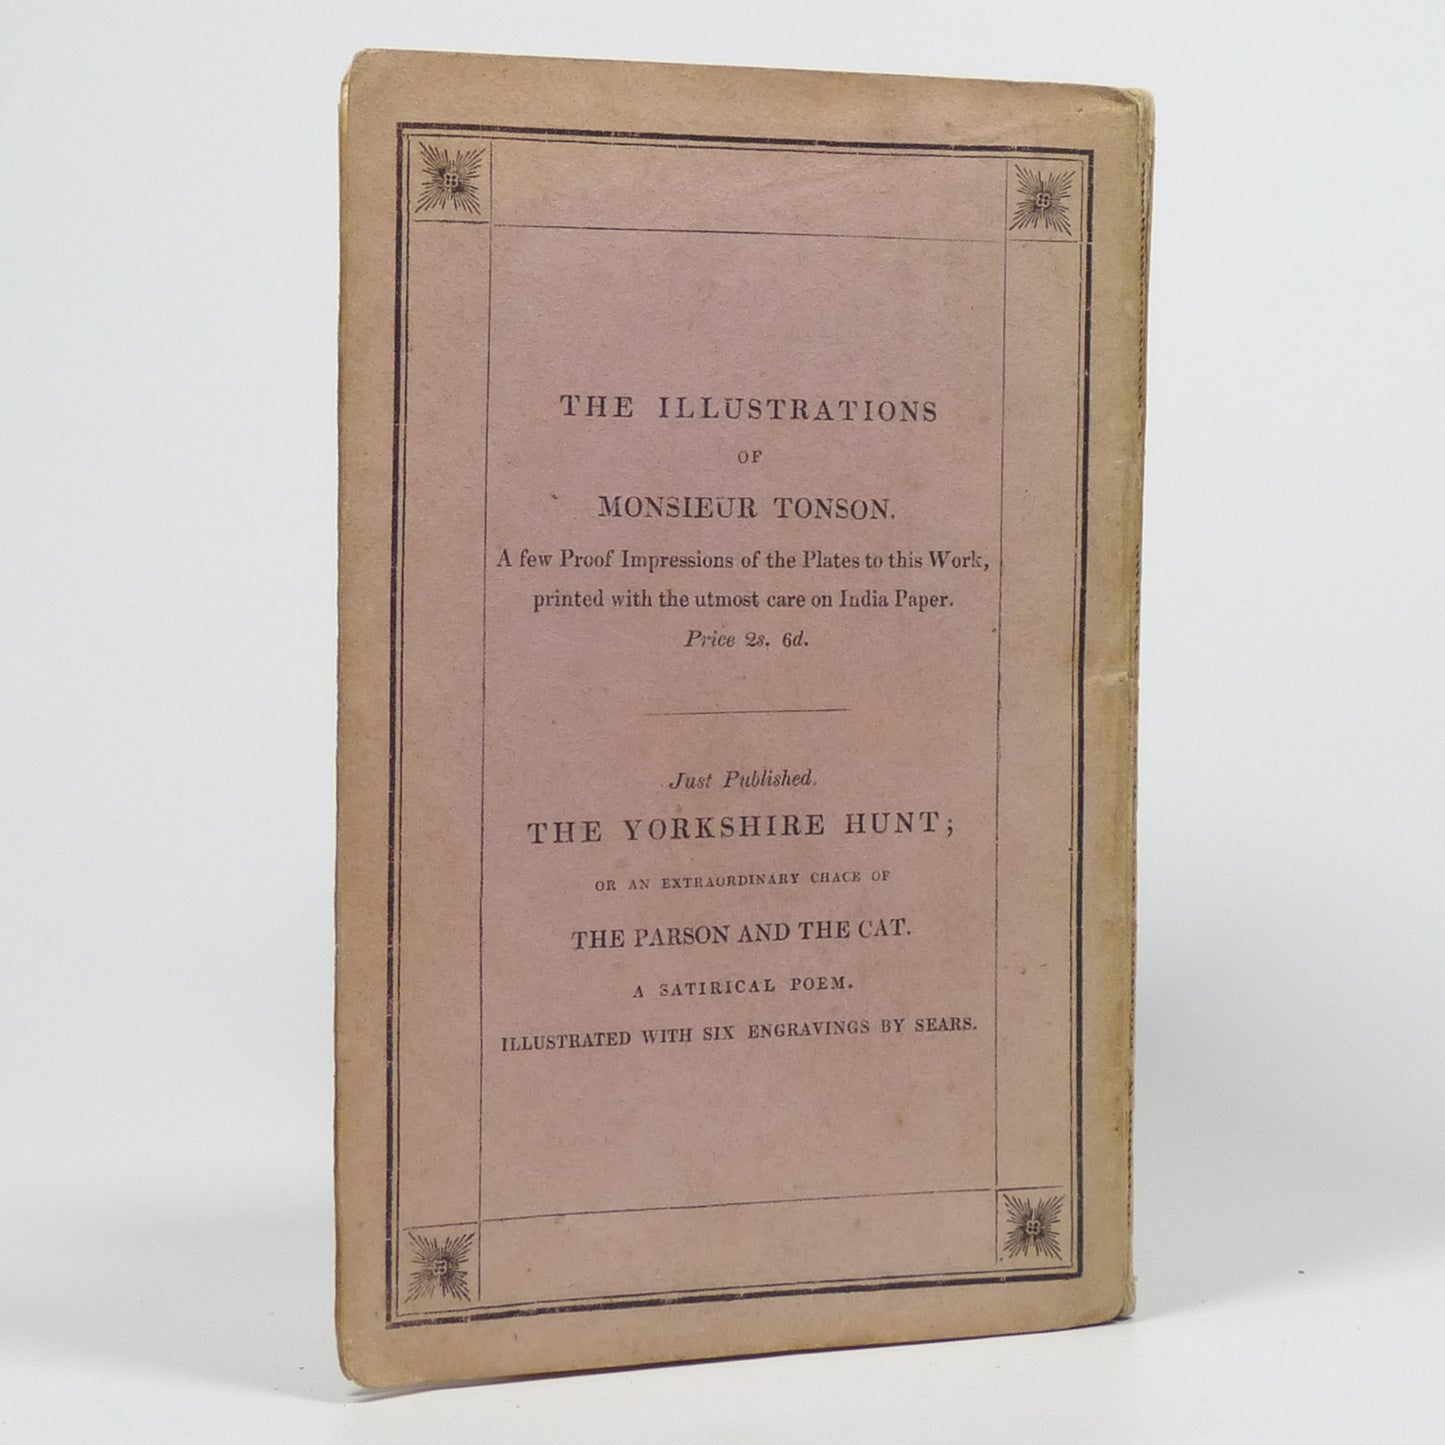 THE ILLUSTRATIONS
OF
MONSIEUR TONSON.
A few Proof Impressions of the Plates to this Work,
printed with the utmost care on India Paper.
Price 2s. 6d.
Just Published.
THE YORKSHIRE HUNT;
OR AN EXTRAORDINARY CHACE OF
THE PARSON AND THE CAT.
A SATIRICAL POEM.
ILLUSTRATED WITH SIX ENGRAVINGS BY SEARS.